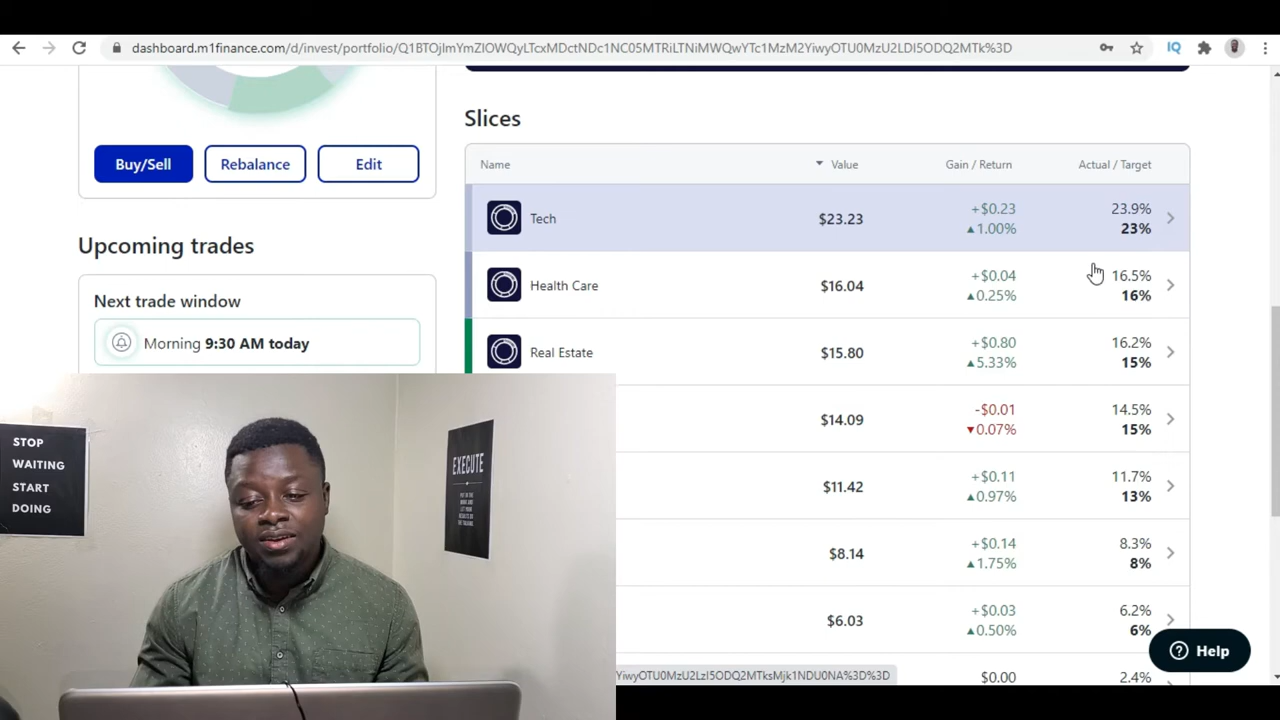 dashboard.m1finance.com/d/invest/portfolio/Q1BTOjlmYmZlOWQyLTcxMDctNDc1NC05MTRiLTNiMWQwYTc1MzM2YiwyOTU0MzU2LDI5ODQ2MTk%3D
IQ
Slices
Buy/Sell
Rebalance
Edit
Name
Value
Gain / Return
Actual / Target
Tech
$23.23
+$0.23
1.00%
23.9%
23%
Upcoming trades
Health Care
$16.04
+$0.04
0.25%
16.5%
16%
Next trade window
Morning 9:30 AM today
Real Estate
$15.80
+$0.80
5.33%
16.2%
15%
$14.09
-$0.01
0.07%
14.5%
15%
$11.42
+$0.11
0.97%
11.7%
13%
$8.14
+$0.14
1.75%
8.3%
8%
$6.03
+$0.03
0.50%
6.2%
6%
Help
YiwyOTU0MzU2LzI5ODQ2MTksMjk1NDU0NA%3D%3D
$0.00
2.4%
STOP
WAITING
START
DOING
EXECUTE